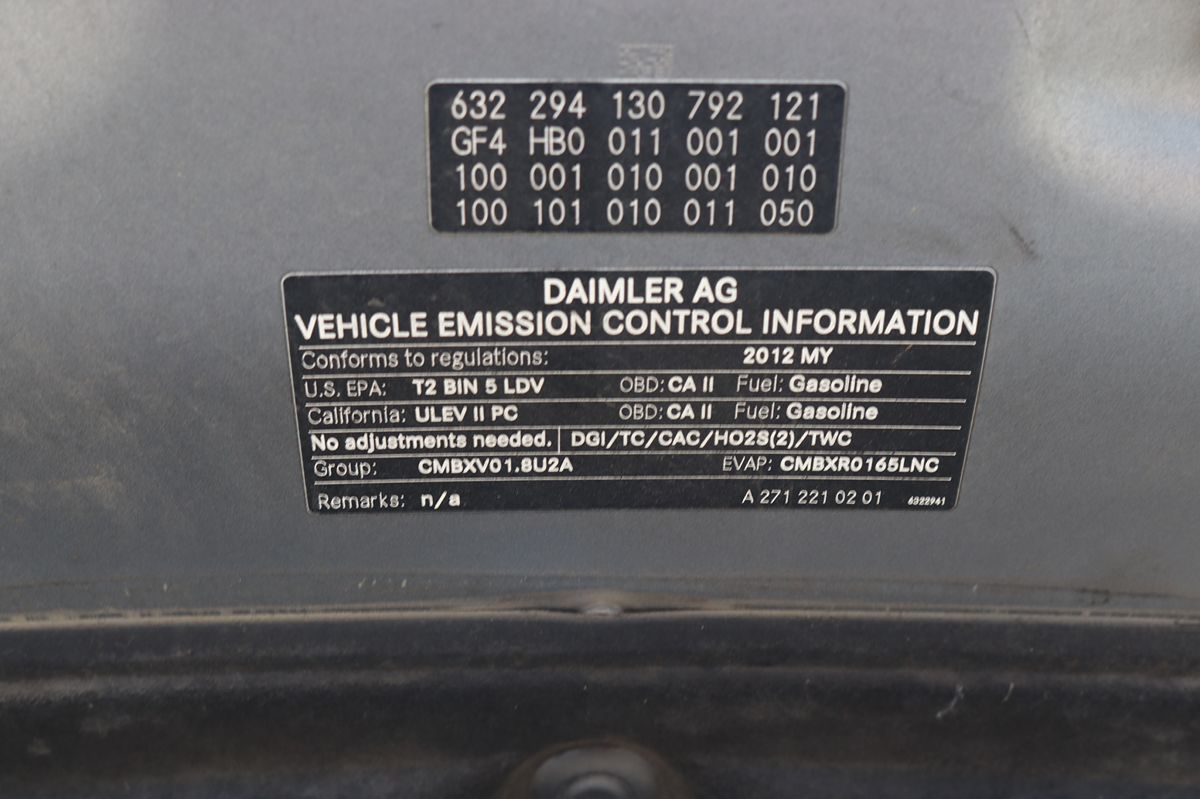 632 294 130 792 121
GF4 HB0 011 001 001
100 001 010 001 010
100 101 010 011 050
DAIMLER AG
VEHICLE EMISSION CONTROL INFORMATION
Conforms to regulations: 2012 MY
U.S. EPA: T2 BIN 5 LDV OBD: CA II Fuel: Gasoline
California: ULEV II PC OBD: CA II Fuel: Gasoline
No adjustments needed. DGI/TC/CAC/HO2S(2)/TWC
Group: CMBXV01.8U2A EVAP: CMBXR0165LNC
Remarks: n/a A 271 221 02 01 6322941